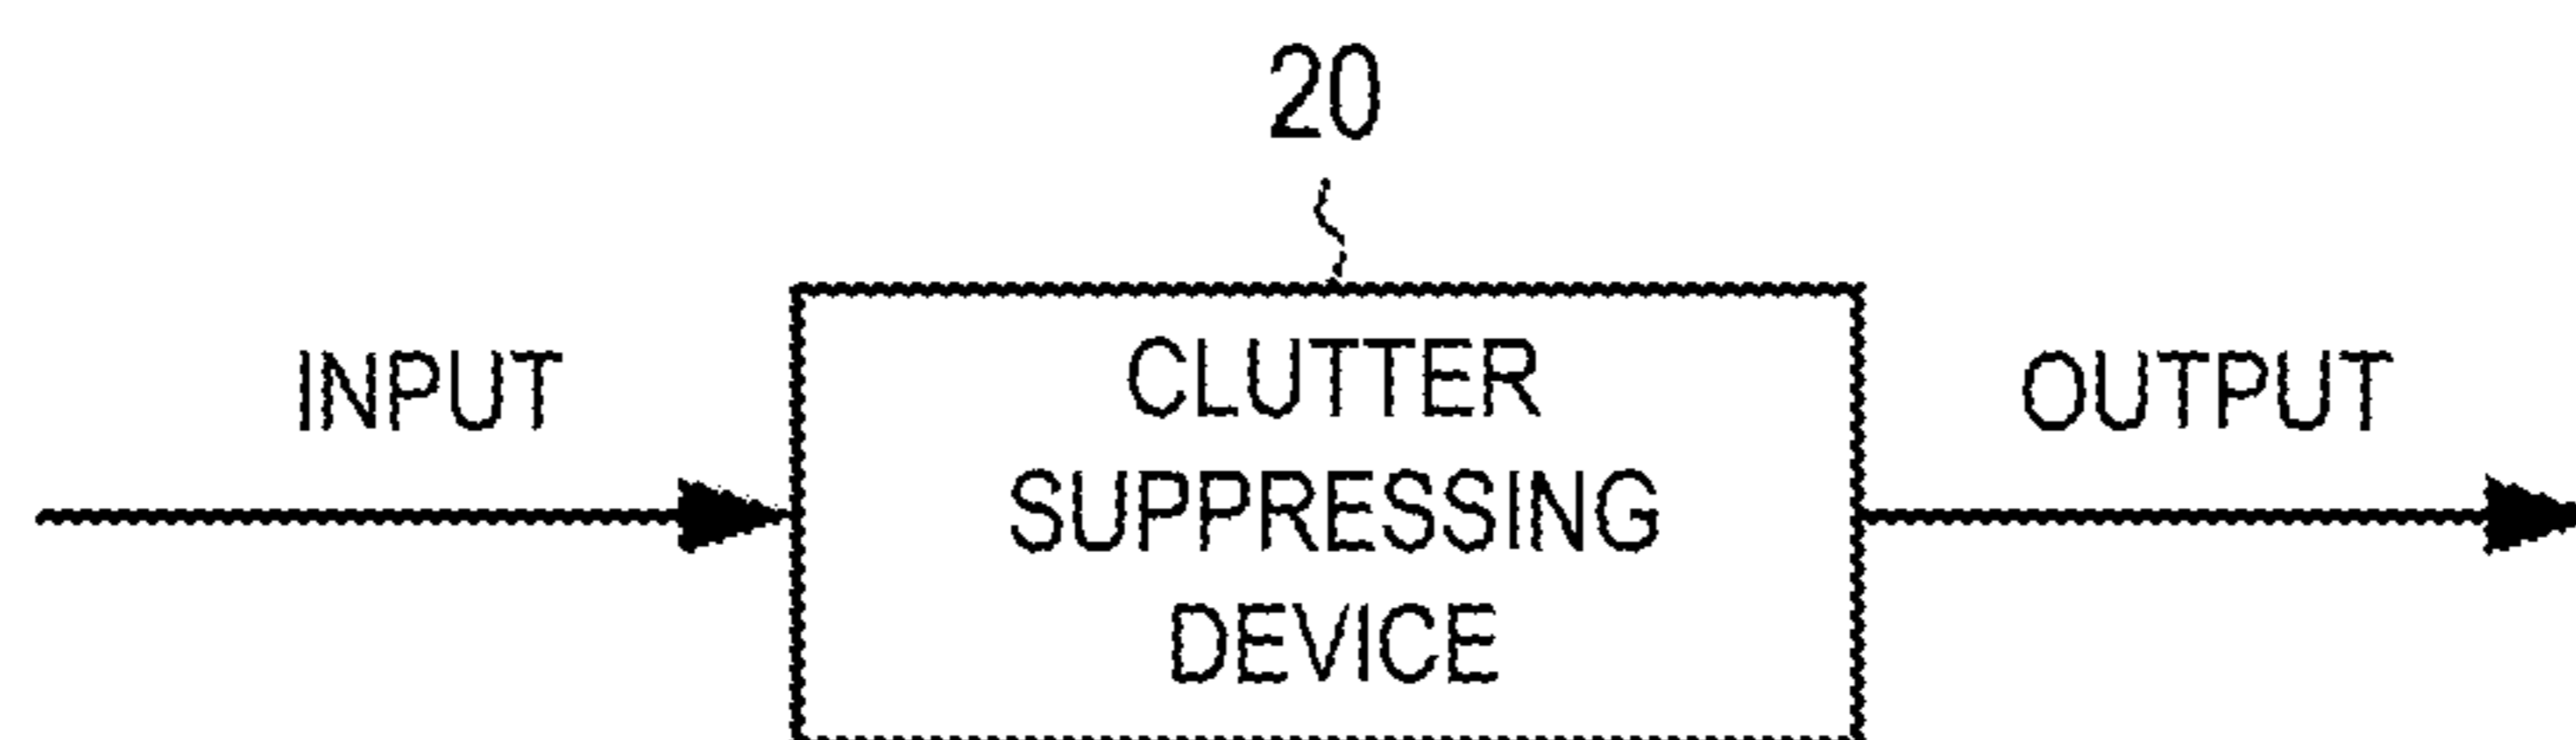 20
INPUT
CLUTTER
SUPPRESSING
DEVICE
OUTPUT